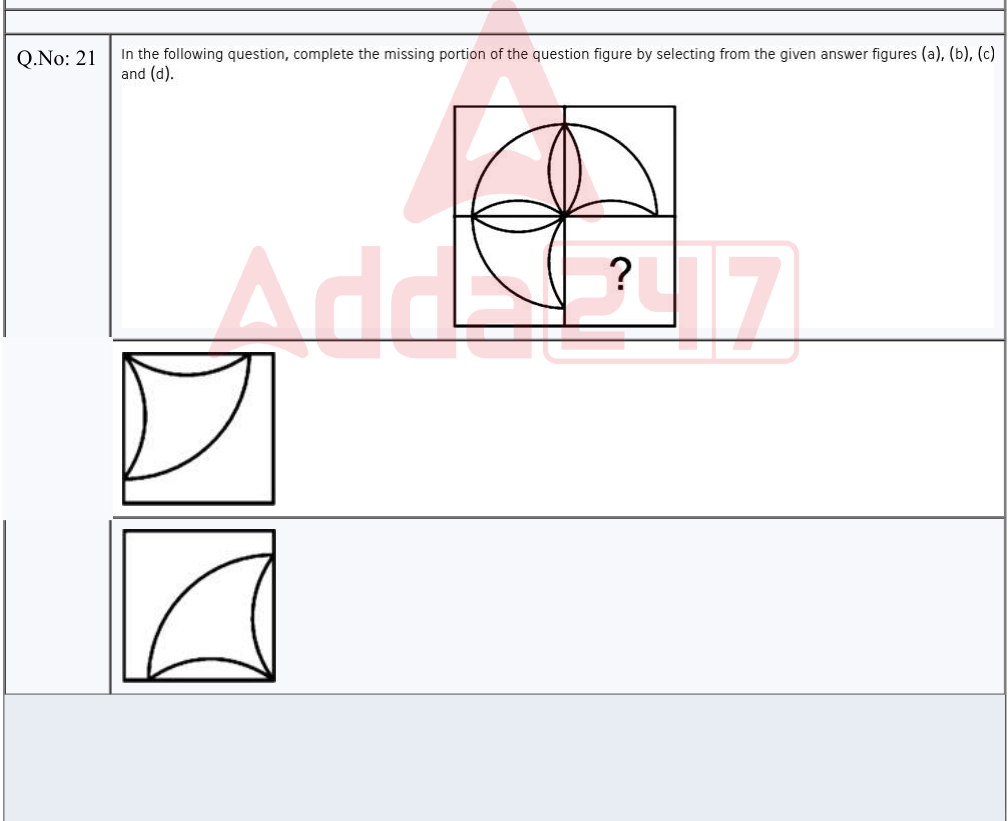 Q.No: 21
In the following question, complete the missing portion of the question figure by selecting from the given answer figures (a), (b), (c)
and (d).
?
Adda247